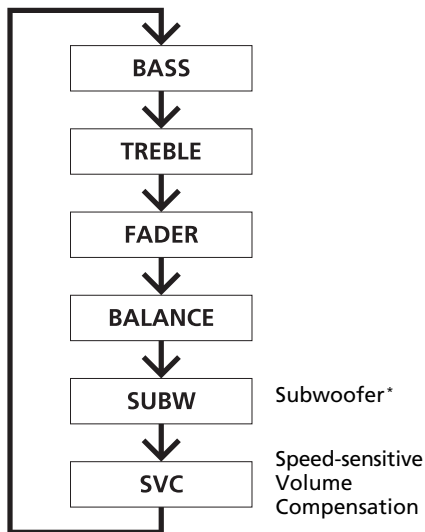 BASS
TREBLE
FADER
BALANCE
SUBW
Subwoofer*
SVC
Speed-sensitive
Volume
Compensation